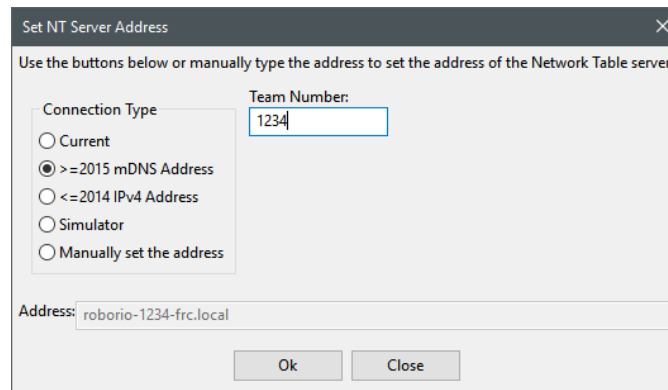 Set NT Server Address
Use the buttons below or manually type the address to set the address of the Network Table server
Connection Type
Current
>=2015 mDNS Address
<=2014 IPv4 Address
Simulator
Manually set the address
Team Number:
1234
Address: roborio-1234-frc.local
Ok Close